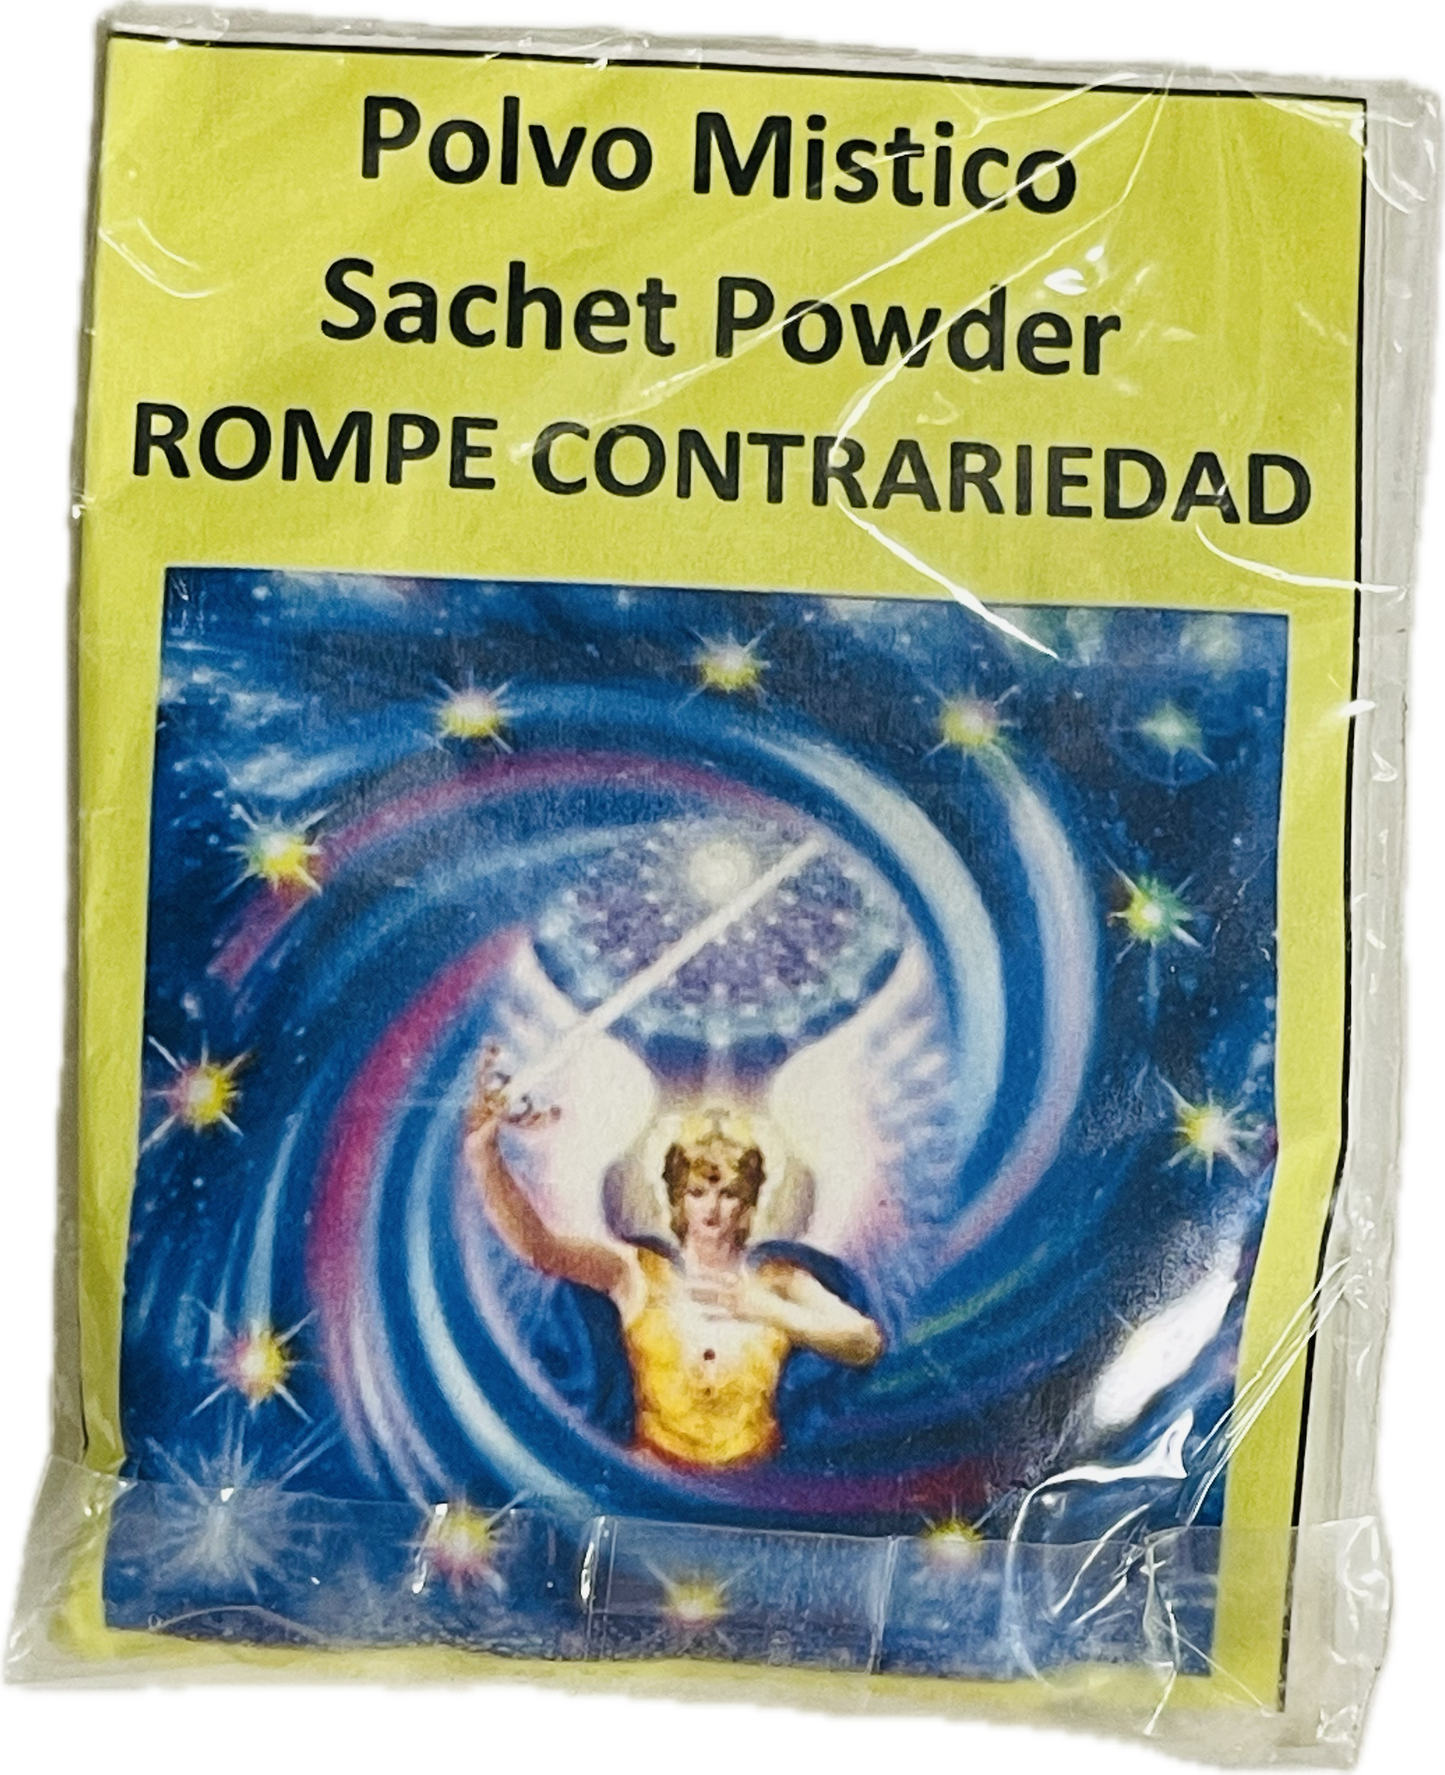 Polvo Mistico
Sachet Powder
ROMPE CONTRARIEDAD